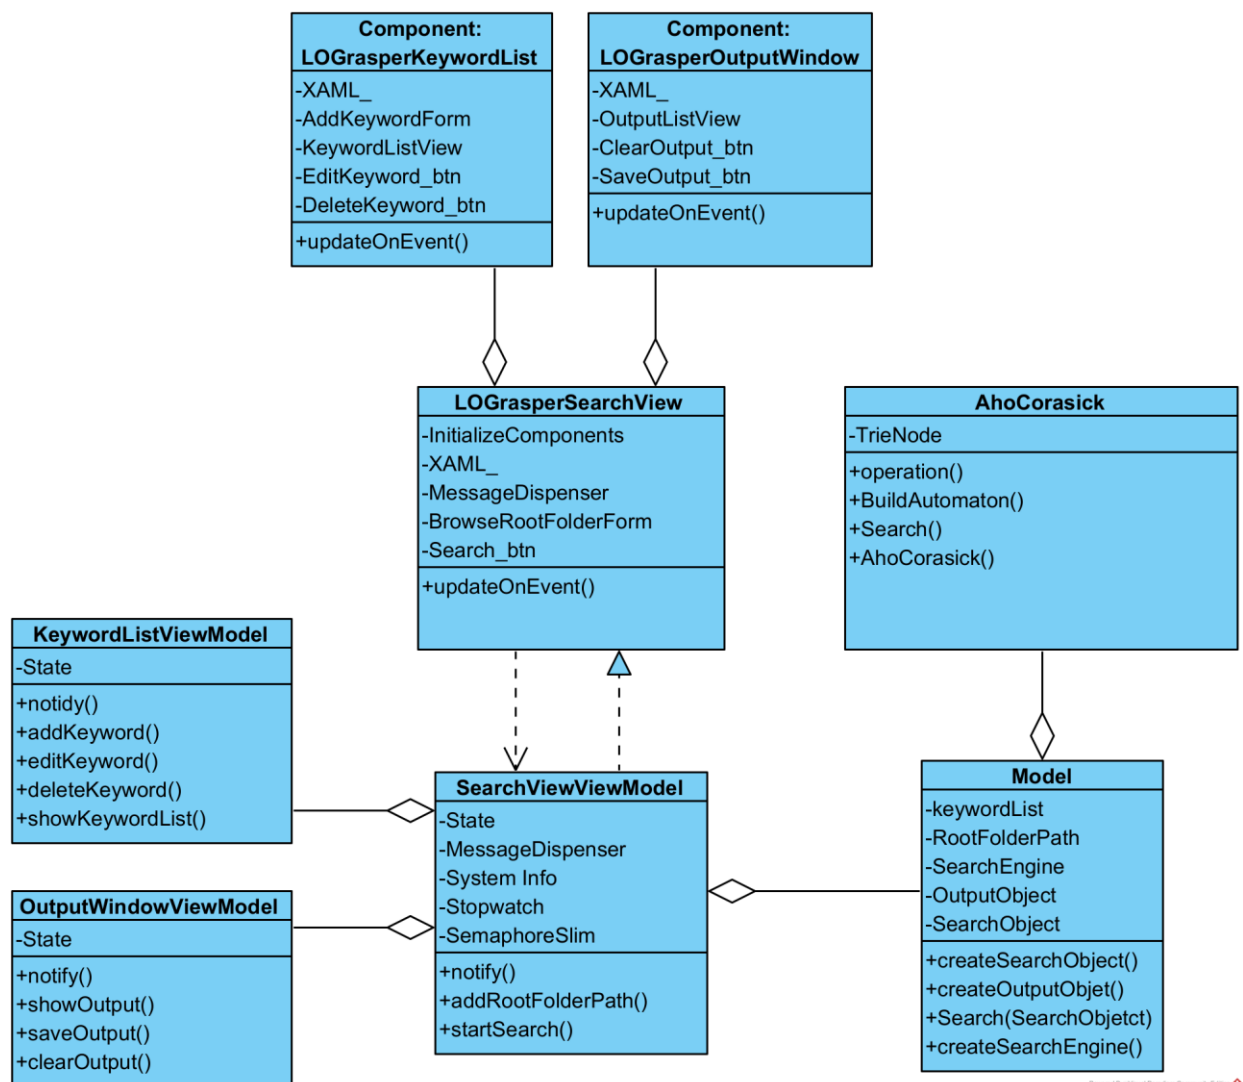 Component:
LOGrasperKeywordList
-XAML_
-AddKeywordForm
-KeywordListView
-EditKeyword_btn
-DeleteKeyword_btn
+updateOnEvent()
Component:
LOGrasperOutputWindow
-XAML_
-OutputListView
-ClearOutput_btn
-SaveOutput_btn
+updateOnEvent()
LOGrasperSearchView
-InitializeComponents
-XAML_
-MessageDispenser
-BrowseRootFolderForm
-Search_btn
+updateOnEvent()
AhoCorasick
-TrieNode
+operation()
+BuildAutomaton()
+Search()
+AhoCorasick()
KeywordListViewModel
-State
+notidy()
+addKeyword()
+editKeyword()
+deleteKeyword()
+showKeywordList()
SearchViewViewModel
-State
-MessageDispenser
-System Info
-Stopwatch
-SemaphoreSlim
+notify()
+addRootFolderPath()
+startSearch()
Model
-keywordList
-RootFolderPath
-SearchEngine
-OutputObject
-SearchObject
+createSearchObject()
+createOutputObjet()
+Search(SearchObjetct)
+createSearchEngine()
OutputWindowViewModel
-State
+notify()
+showOutput()
+saveOutput()
+clearOutput()